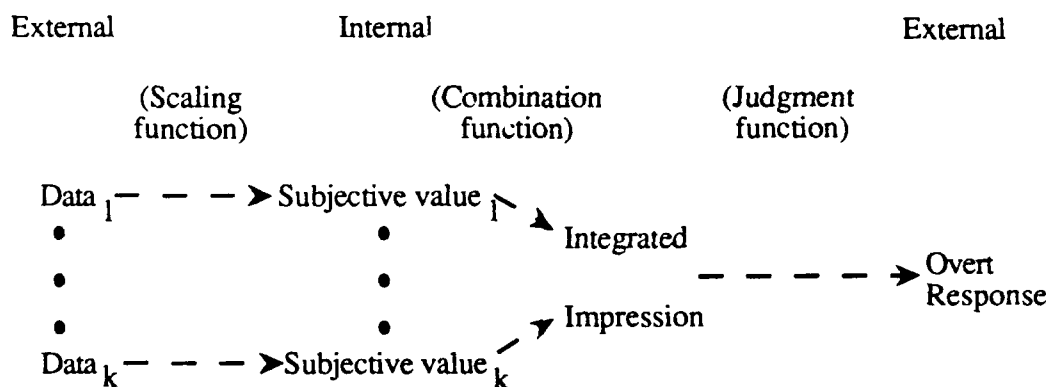 External Internal External
(Scaling function) (Combination function) (Judgment function)
Data 1 Subjective value 1
Integrated
Overt
Response
Impression
Data k Subjective value k